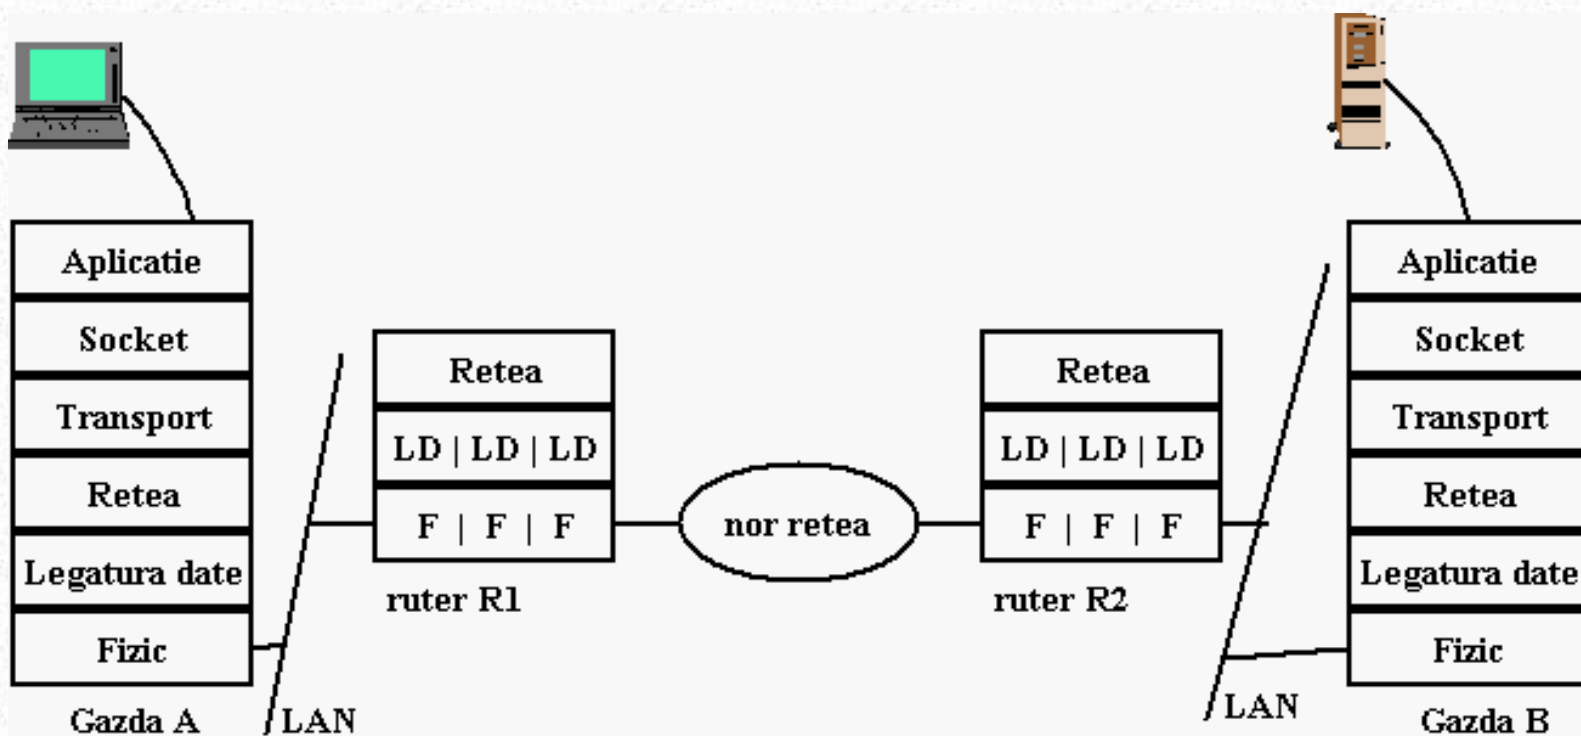 Aplicatie
Socket
Transport
Retea
Legatura date
Fizic
Gazda A
LAN
Retea
LD | LD | LD
F | F | F
ruter R1
nor retea
Retea
LD | LD | LD
F | F | F
ruter R2
LAN
Aplicatie
Socket
Transport
Retea
Legatura date
Fizic
Gazda B